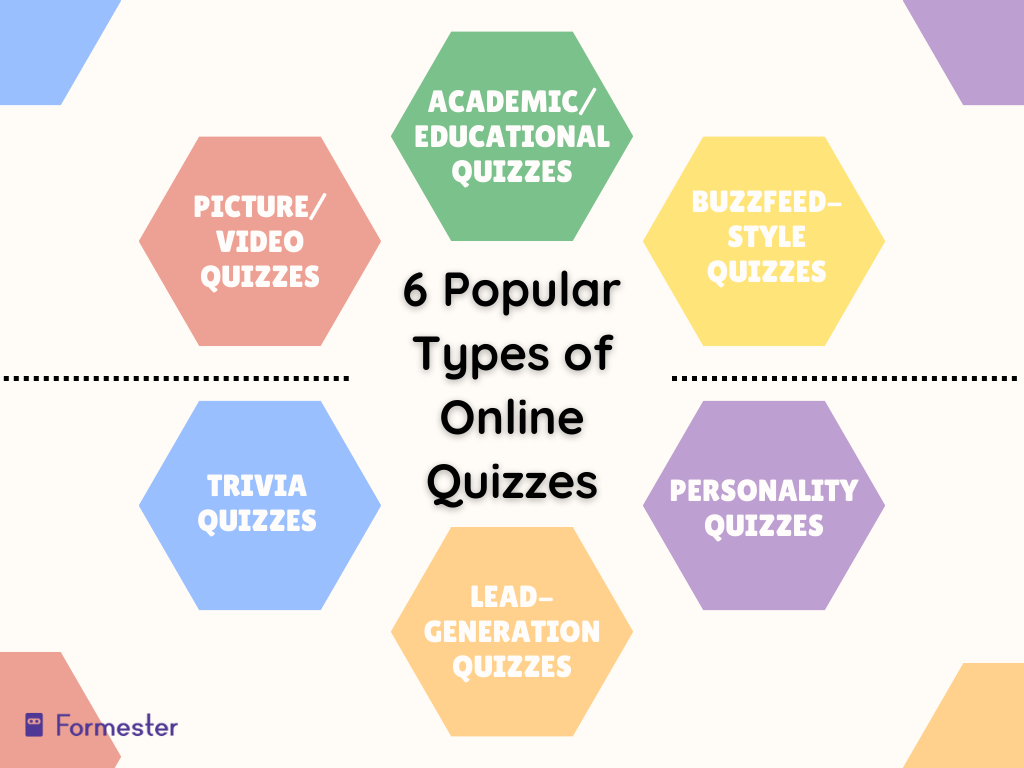 ACADEMIC/
EDUCATIONAL
QUIZZES
PICTURE/
VIDEO
QUIZZES
BUZZFEED-
STYLE
QUIZZES
6 Popular
Types of
Online
Quizzes
TRIVIA
QUIZZES
PERSONALITY
QUIZZES
LEAD-
GENERATION
QUIZZES
Formester